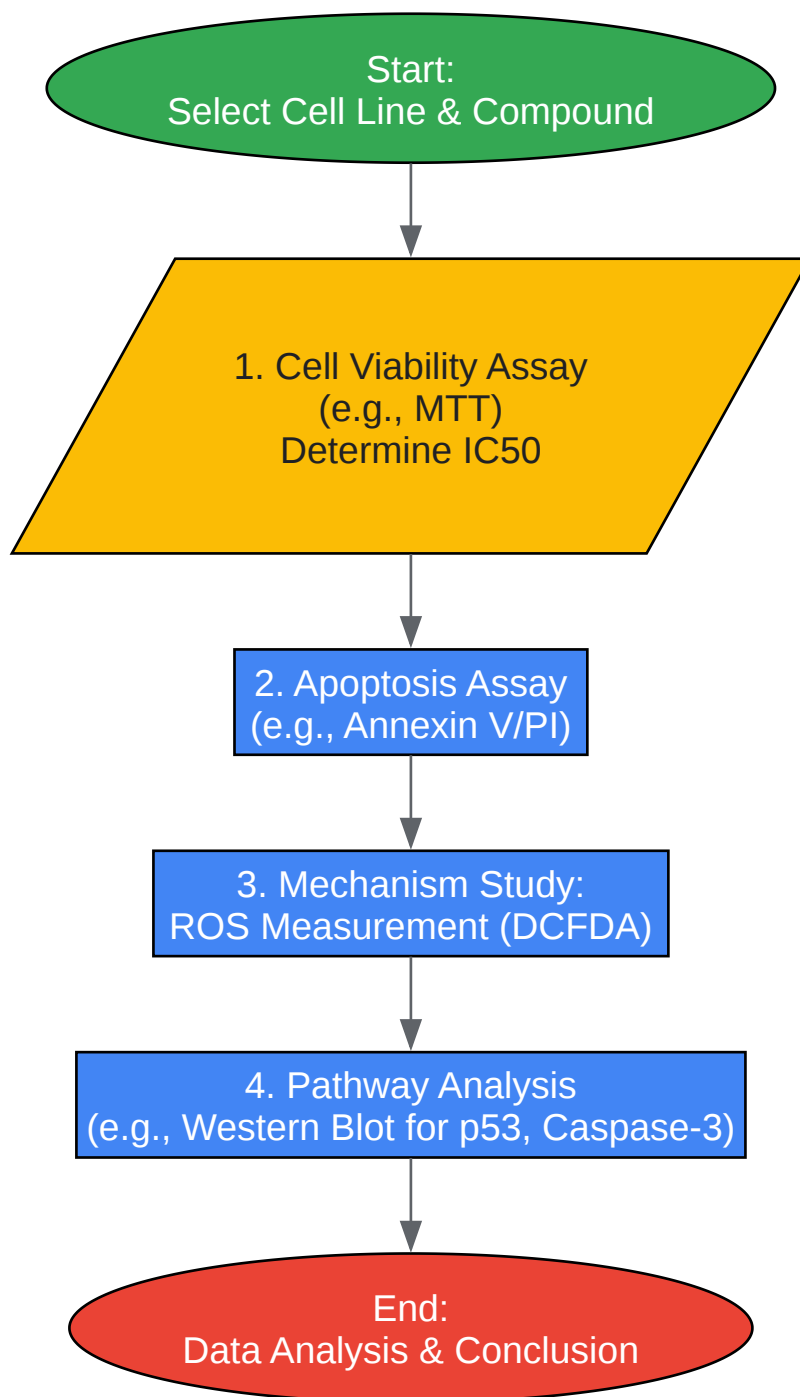 Start:
Select Cell Line & Compound
1. Cell Viability Assay
(e.g., MTT)
Determine IC50
2. Apoptosis Assay
(e.g., Annexin V/PI)
3. Mechanism Study:
ROS Measurement (DCFDA)
4. Pathway Analysis
(e.g., Western Blot for p53, Caspase-3)
End:
Data Analysis & Conclusion